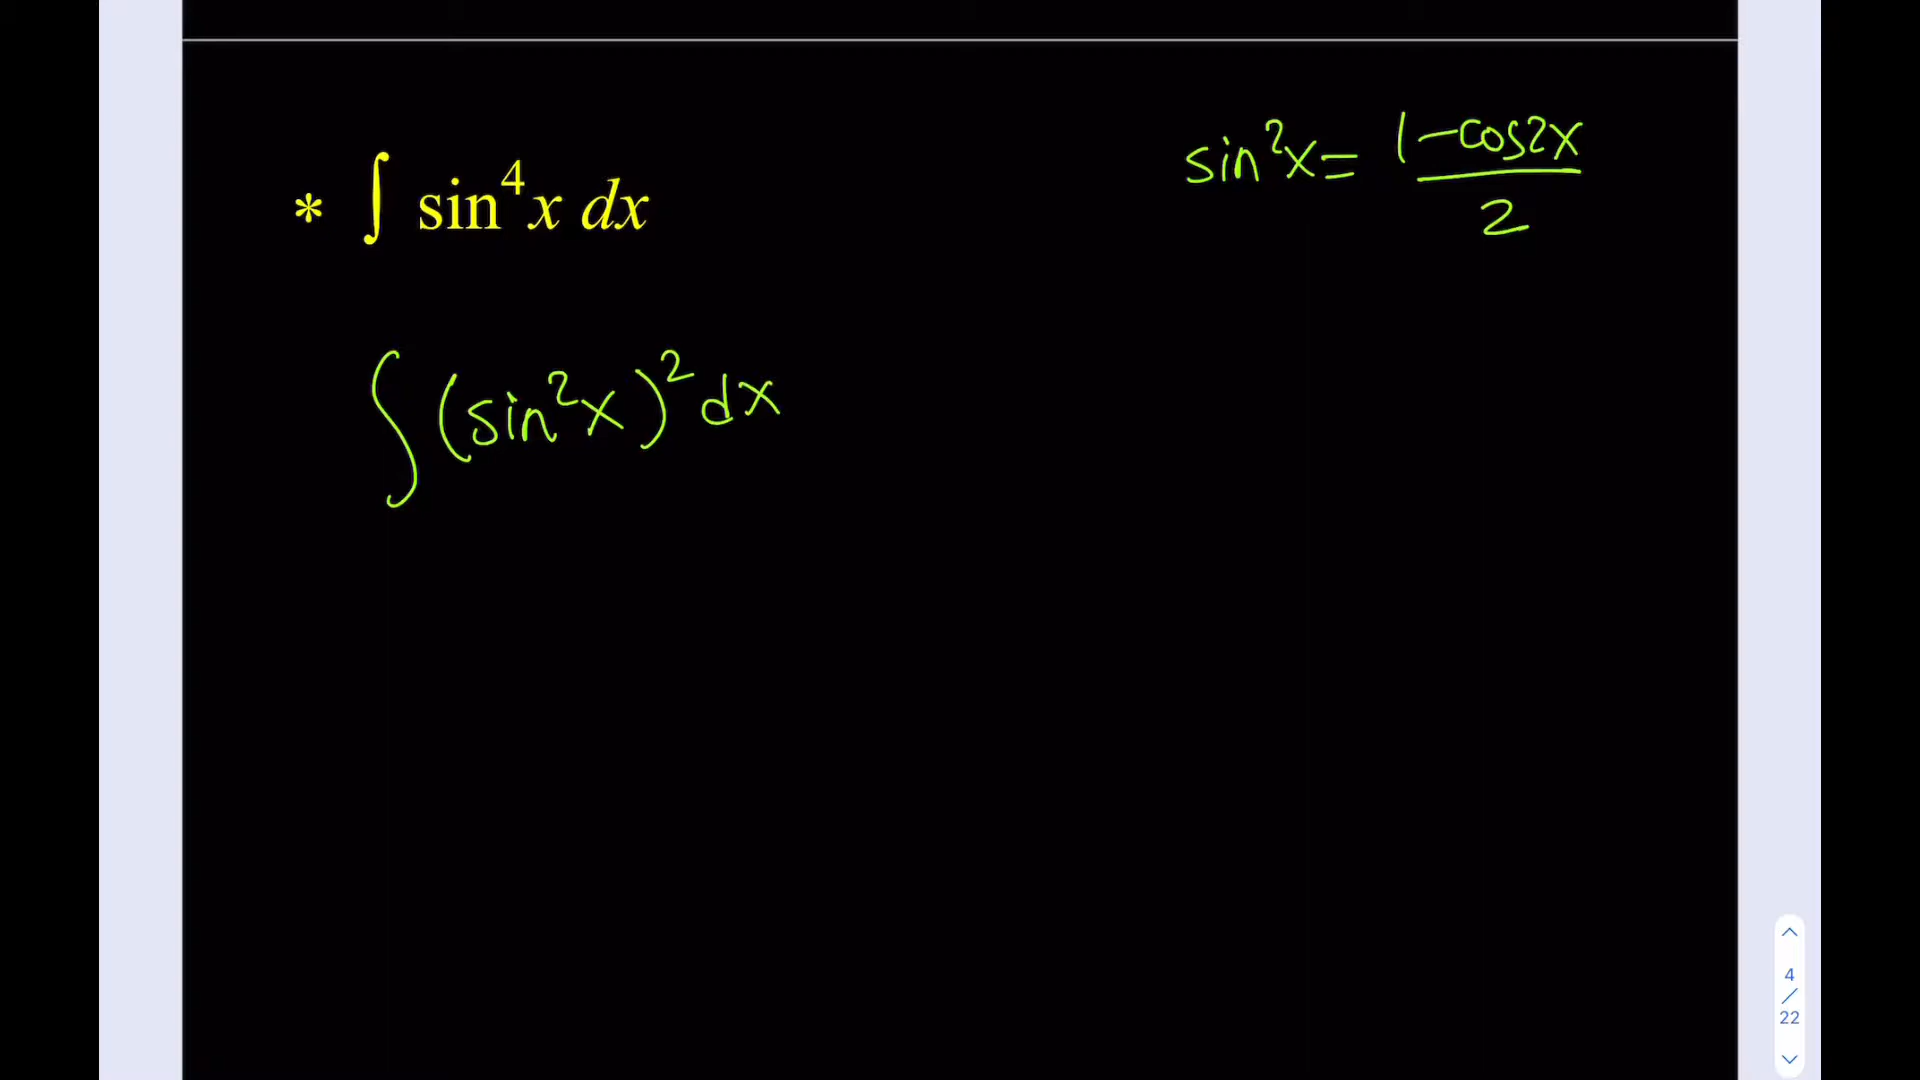 * ∫ sin⁴x dx
sin²x = (1-cos2x)/2
∫ (sin²x)² dx
4
/
22